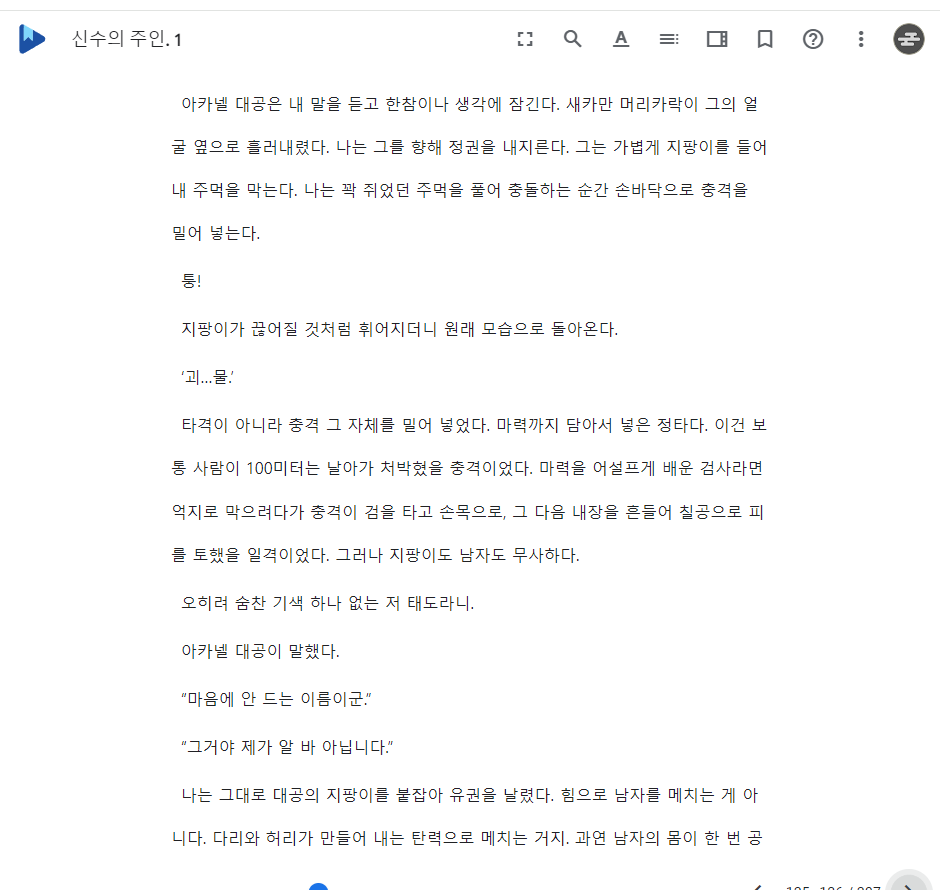 신수의 주인. 1
아카넬 대공은 내 말을 듣고 한참이나 생각에 잠긴다. 새카만 머리카락이 그의 얼
굴 옆으로 흘러내렸다. 나는 그를 향해 정권을 내지른다. 그는 가볍게 지팡이를 들어
내 주먹을 막는다. 나는 꽉 쥐었던 주먹을 풀어 충돌하는 순간 손바닥으로 충격을
밀어 넣는다.
퉁!
지팡이가 끊어질 것처럼 휘어지더니 원래 모습으로 돌아온다.
‘괴...물.’
타격이 아니라 충격 그 자체를 밀어 넣었다. 마력까지 담아서 넣은 정타다. 이건 보
통 사람이 100미터는 날아가 처박혔을 충격이었다. 마력을 어설프게 배운 검사라면
억지로 막으려다가 충격이 검을 타고 손목으로, 그 다음 내장을 흔들어 칠공으로 피
를 토했을 일격이었다. 그러나 지팡이도 남자도 무사하다.
오히려 숨찬 기색 하나 없는 저 태도라니.
아카넬 대공이 말했다.
“마음에 안 드는 이름이군.”
“그거야 제가 알 바 아닙니다.”
나는 그대로 대공의 지팡이를 붙잡아 유권을 날렸다. 힘으로 남자를 메치는 게 아
니다. 다리와 허리가 만들어 내는 탄력으로 메치는 거지. 과연 남자의 몸이 한 번 공